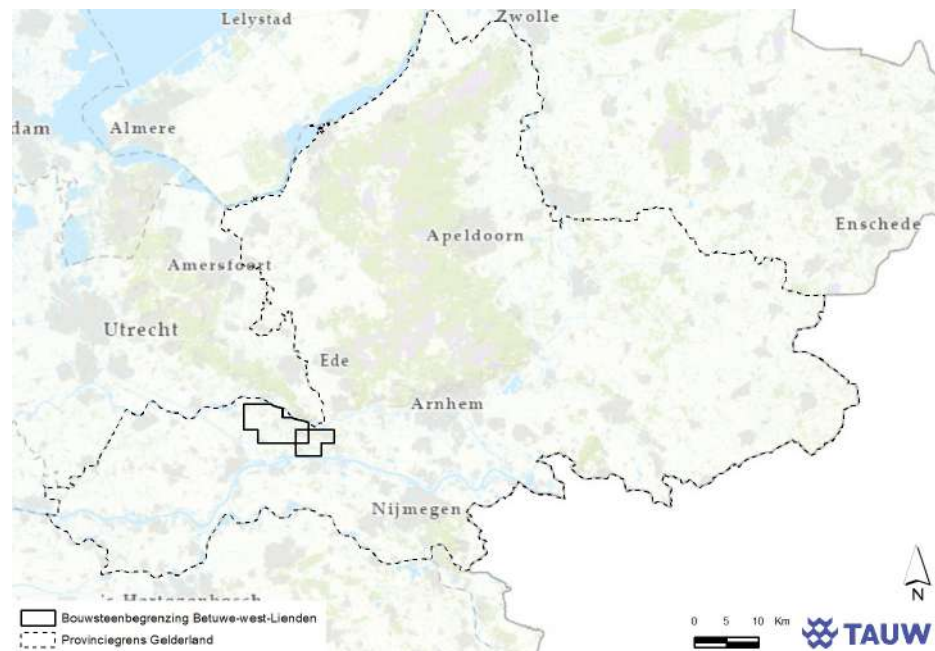 Lelystad
Zwolle
dam
Almere
Enschede
Apeldoorn
Amersfoort
Utrecht
Ede
Arnhem
Nijmegen
's Hertogenbosch
Bouwsteenbegrenzing Betuwe-west-Lienden
Provinciegrens Gelderland
0 5 10 Km
N
TAUW